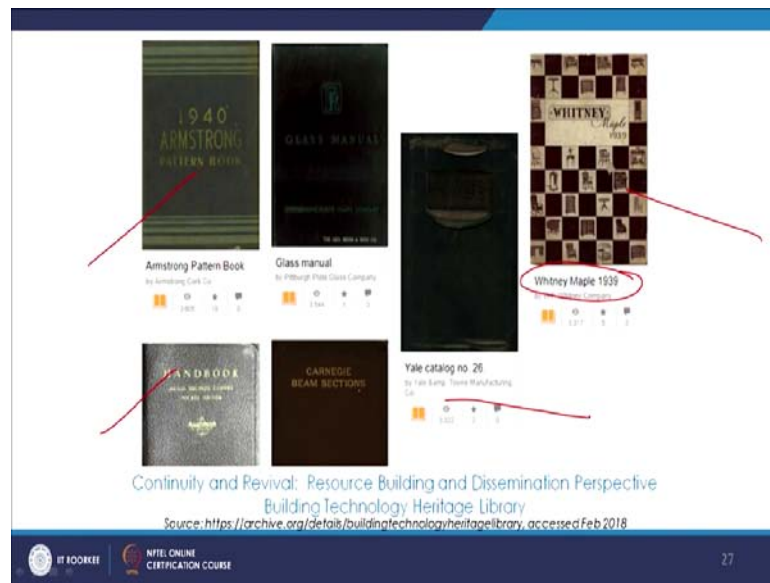 1940
ARMSTRONG
PATTERN BOOK
Armstrong Pattern Book
by Armstrong Cork Co
GLASS MANUAL
Glass manual
by Pittsburgh Plate Glass Company
WHITNEY
Maple
1939
Whitney Maple 1939
Company
Yale catalog no. 26
by Yale & Towne Manufacturing
Co.
HANDBOOK
CARNEGIE
BEAM SECTIONS
Continuity and Revival: Resource Building and Dissemination Perspective
Building Technology Heritage Library
Source: https://archive.org/details/buildingtechnologyheritagelibrary, accessed Feb 2018
IIT ROORKEE
NPTEL ONLINE
CERTIFICATION COURSE
27